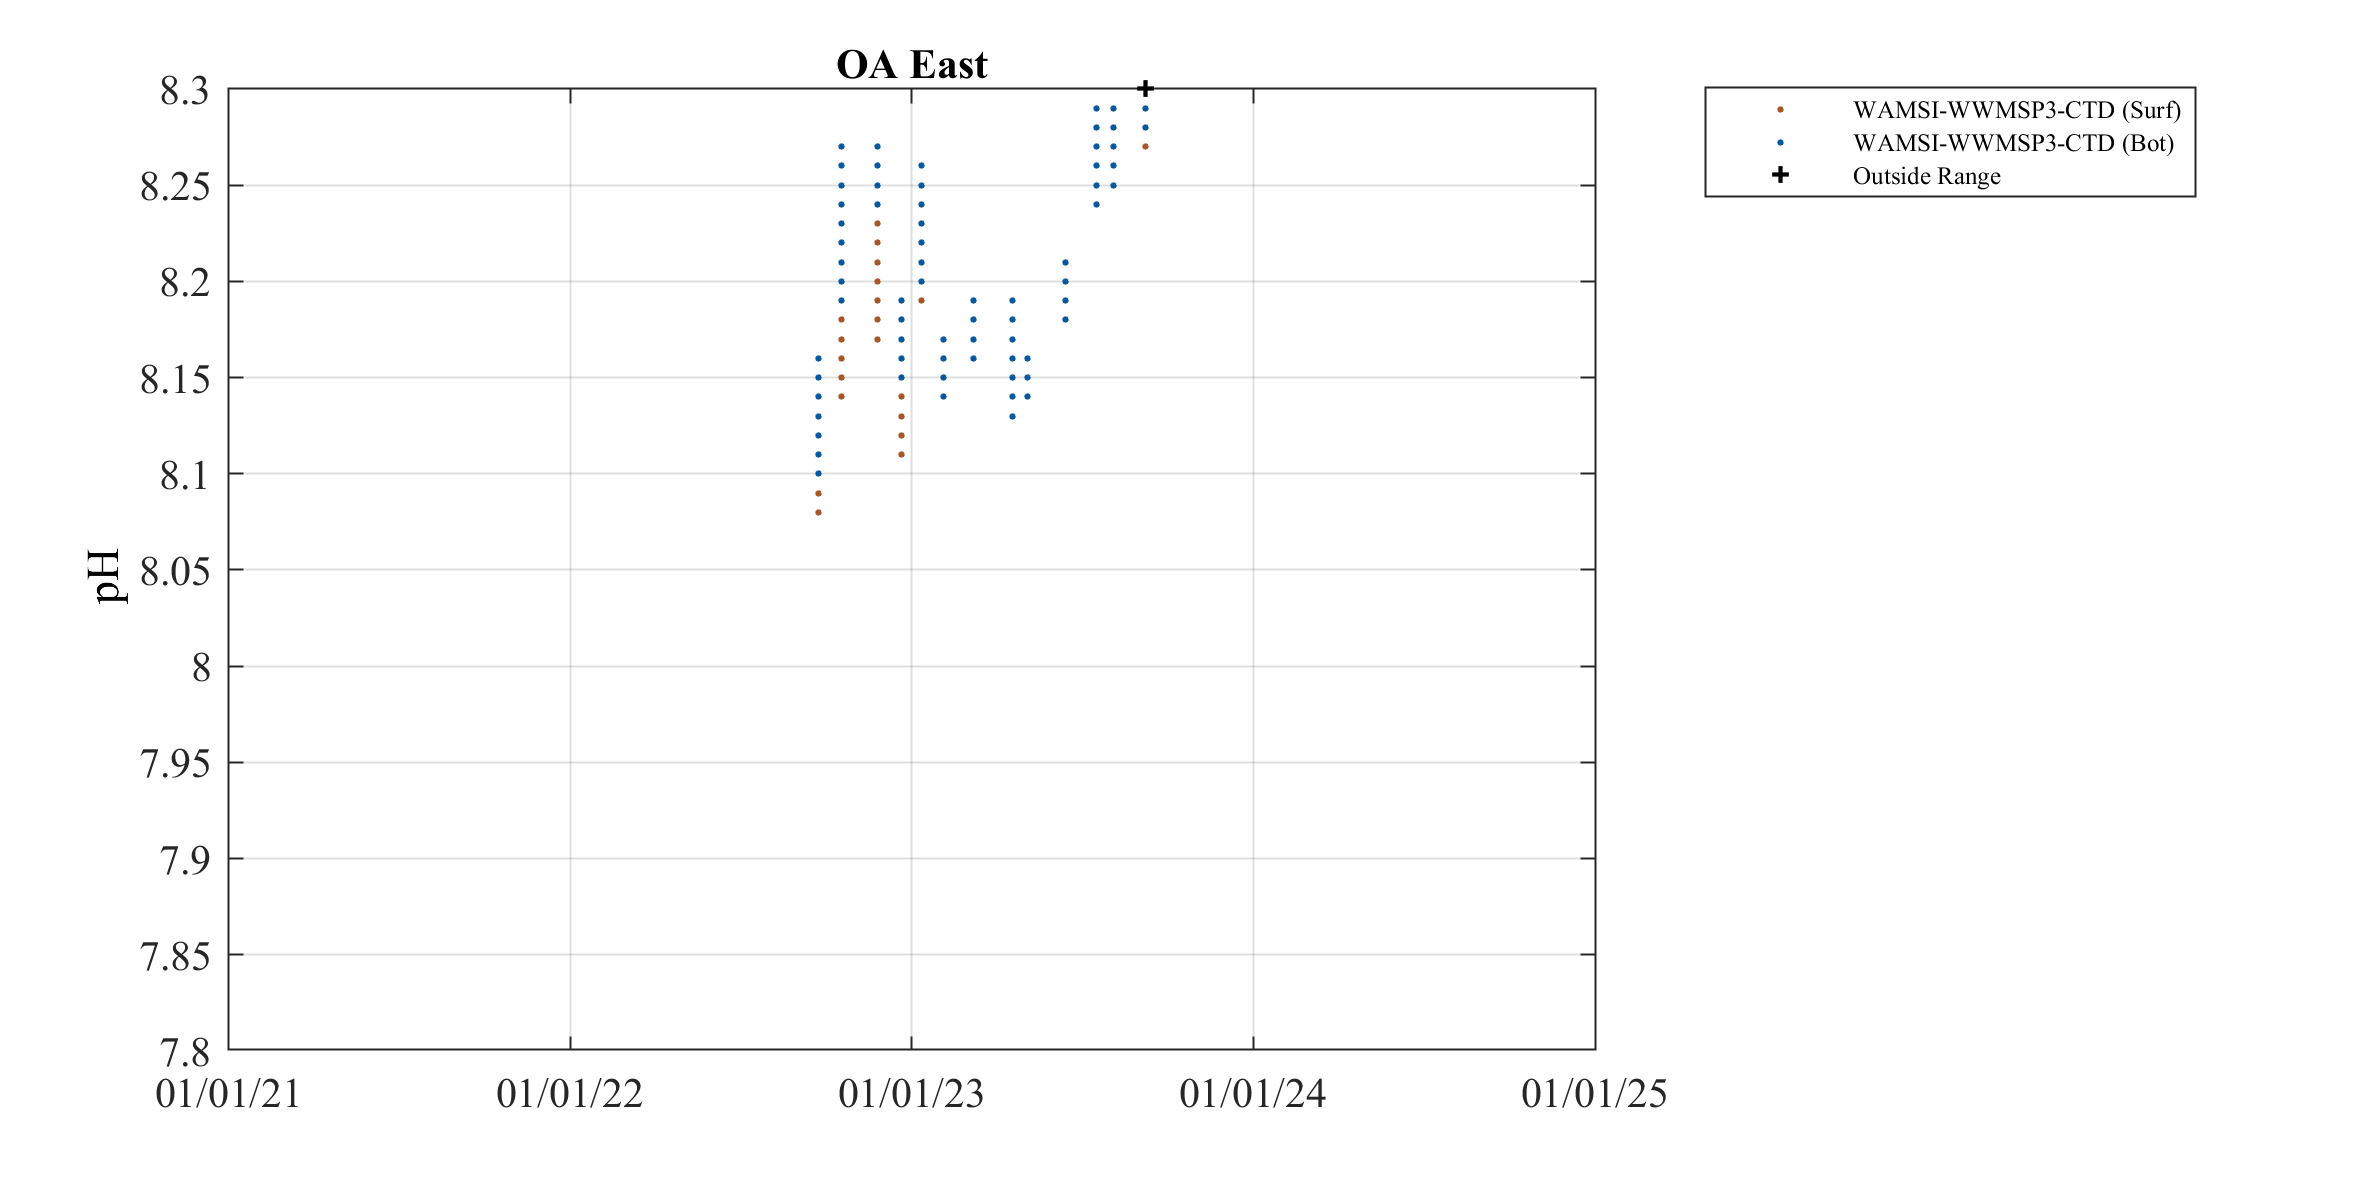 OA East
8.3
8.25
8.2
8.15
8.1
8.05
8
7.95
7.9
7.85
7.8
pH
01/01/21 01/01/22 01/01/23 01/01/24 01/01/25
WAMSI-WWMSP3-CTD (Surf)
WAMSI-WWMSP3-CTD (Bot)
Outside Range